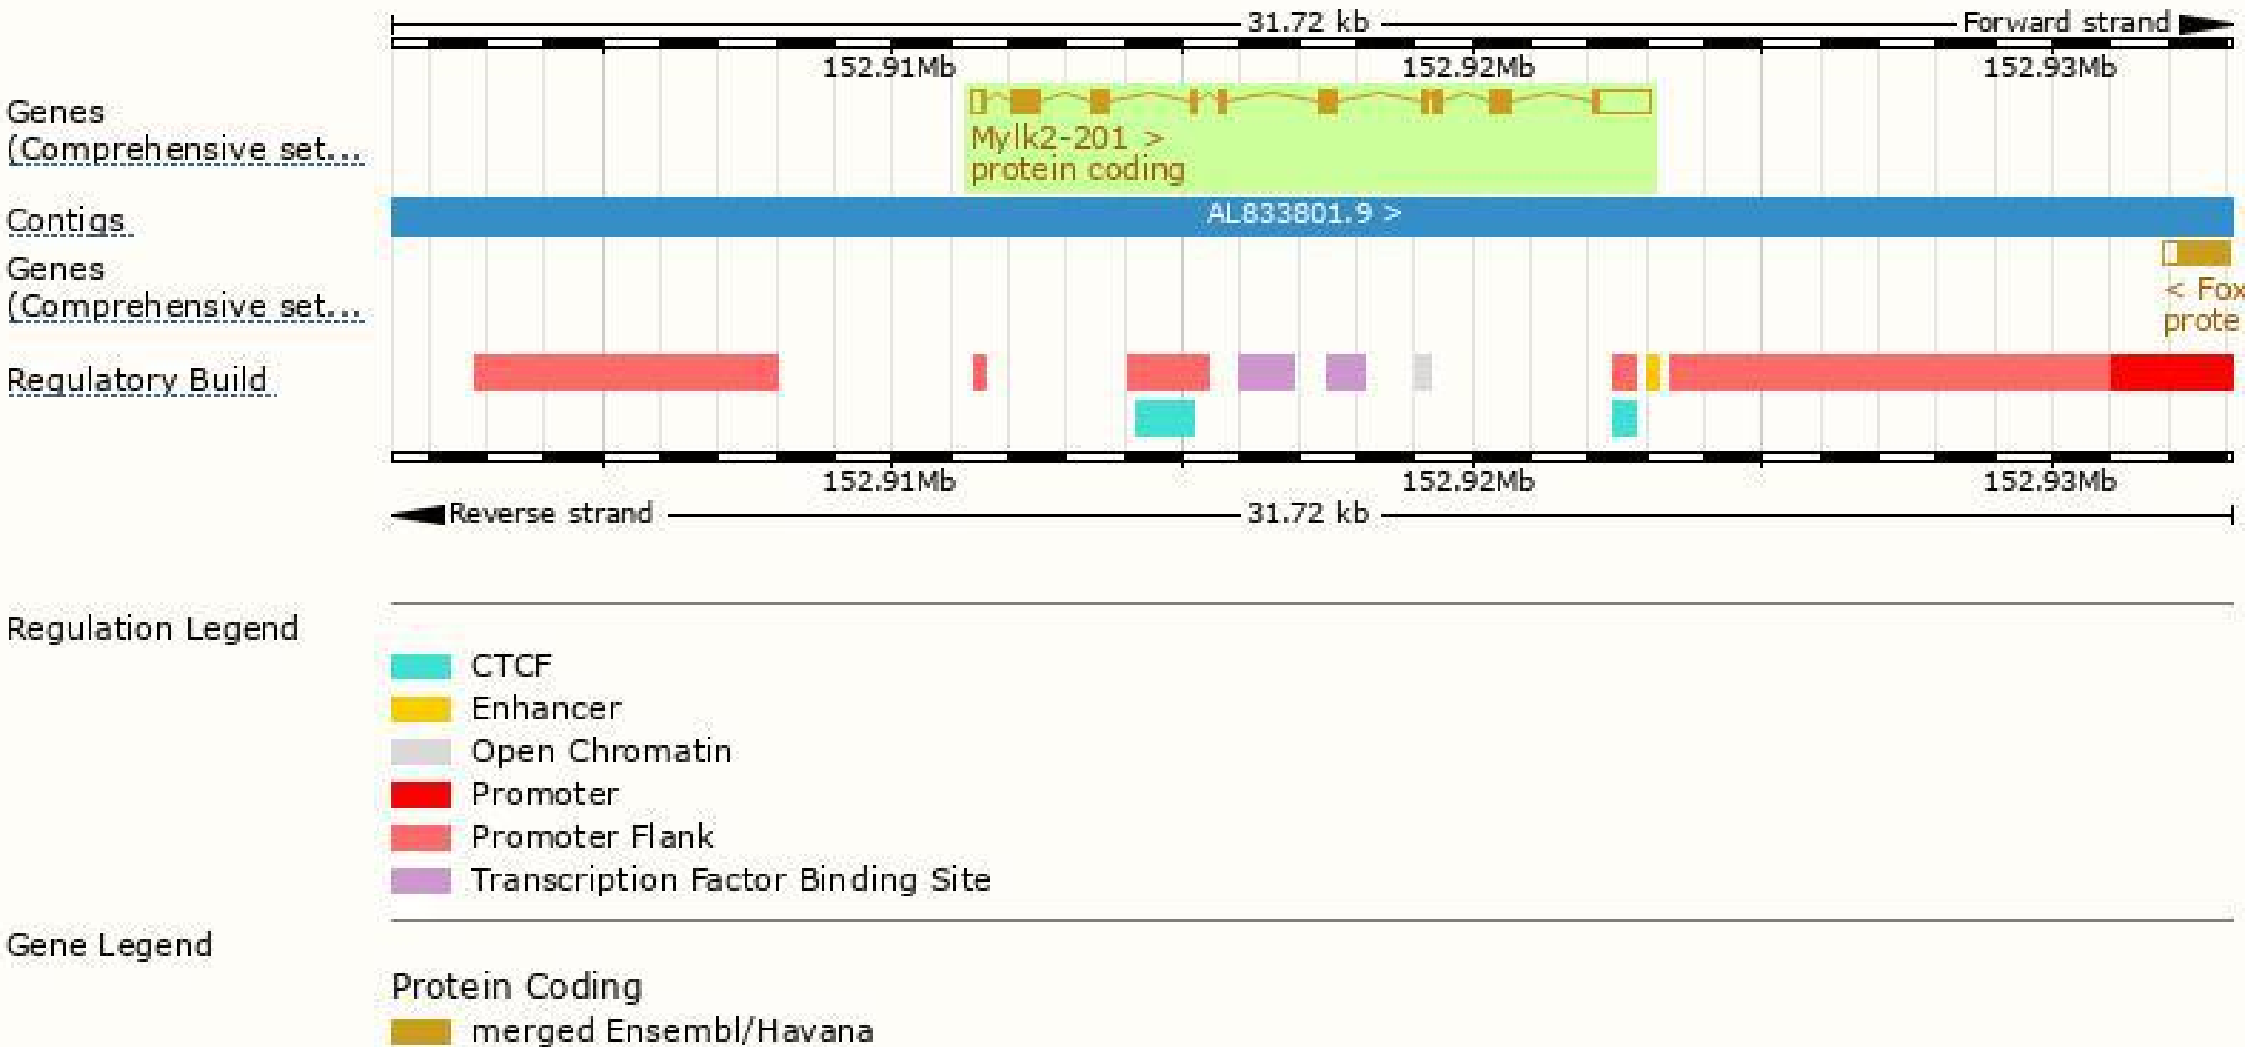 31.72 kb
Forward strand
152.91Mb 152.92Mb 152.93Mb
Genes
(Comprehensive set...
Mylk2-201 >
protein coding
Contigs
AL833801.9 >
Genes
(Comprehensive set...
< Fox
prote
Regulatory Build
152.91Mb 152.92Mb 152.93Mb
Reverse strand
31.72 kb
Regulation Legend
CTCF
Enhancer
Open Chromatin
Promoter
Promoter Flank
Transcription Factor Binding Site
Gene Legend
Protein Coding
merged Ensembl/Havana